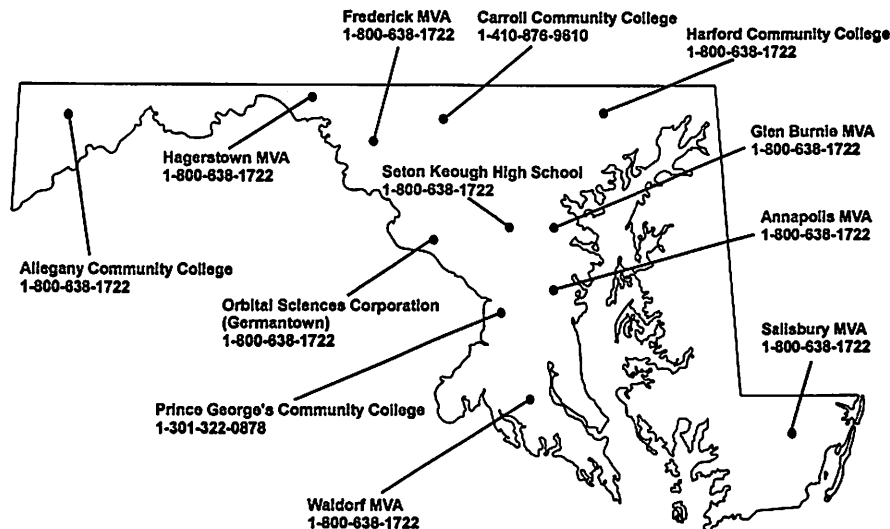 Frederick MVA
1-800-638-1722
Carroll Community College
1-410-876-9610
Harford Community College
1-800-638-1722
Glen Burnie MVA
1-800-638-1722
Hagerstown MVA
1-800-638-1722
Seton Keough High School
1-800-638-1722
Annapolis MVA
1-800-638-1722
Allegany Community College
1-800-638-1722
Orbital Sciences Corporation
(Germantown)
1-800-638-1722
Salisbury MVA
1-800-638-1722
Prince George's Community College
1-301-322-0878
Waldorf MVA
1-800-638-1722